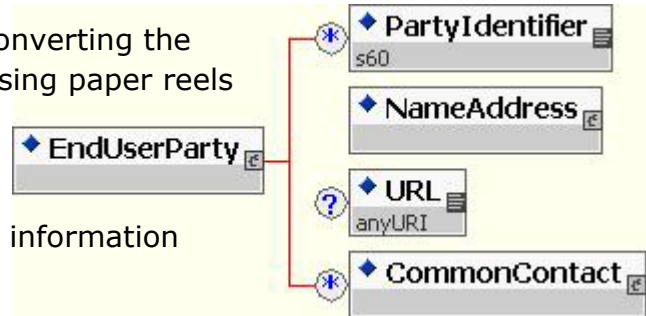 onverting the
sing paper reels
EndUserParty
information
* PartyIdentifier
s60
NameAddress
? URL
anyURI
* CommonContact